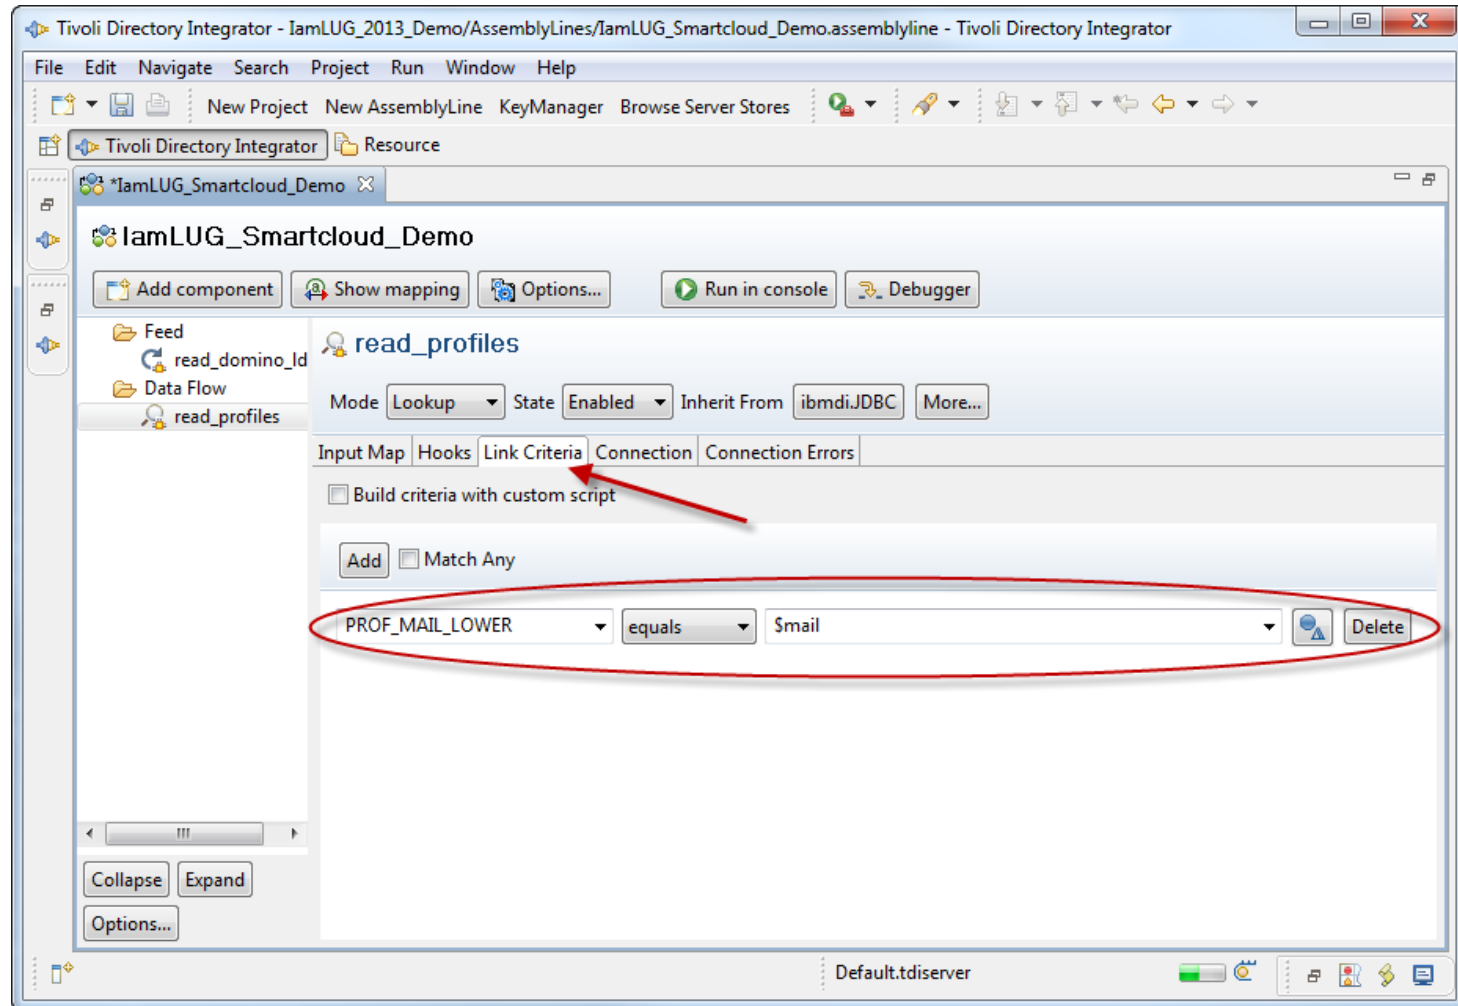 Tivoli Directory Integrator - IamLUG_2013_Demo/AssemblyLines/IamLUG_Smartcloud_Demo.assemblyline - Tivoli Directory Integrator
File Edit Navigate Search Project Run Window Help
New Project New AssemblyLine KeyManager Browse Server Stores
Tivoli Directory Integrator Resource
*IamLUG_Smartcloud_Demo
IamLUG_Smartcloud_Demo
Add component Show mapping Options... Run in console Debugger
Feed
read_domino_ld
Data Flow
read_profiles
read_profiles
Mode Lookup State Enabled Inherit From ibmdi.JDBC More...
Input Map Hooks Link Criteria Connection Connection Errors
Build criteria with custom script
Add Match Any
PROF_MAIL_LOWER equals $mail Delete
Collapse Expand
Options...
Default.tdiserver